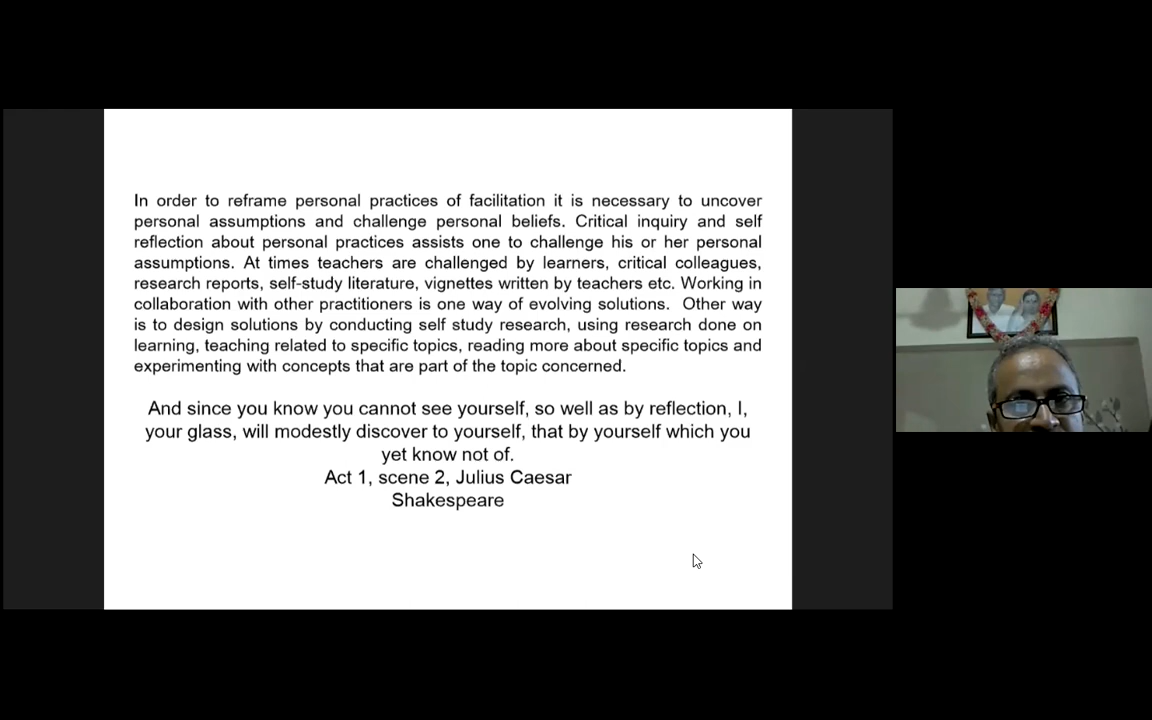 In order to reframe personal practices of facilitation it is necessary to uncover
personal assumptions and challenge personal beliefs. Critical inquiry and self
reflection about personal practices assists one to challenge his or her personal
assumptions. At times teachers are challenged by learners, critical colleagues,
research reports, self-study literature, vignettes written by teachers etc. Working in
collaboration with other practitioners is one way of evolving solutions. Other way
is to design solutions by conducting self study research, using research done on
learning, teaching related to specific topics, reading more about specific topics and
experimenting with concepts that are part of the topic concerned.
And since you know you cannot see yourself, so well as by reflection, I,
your glass, will modestly discover to yourself, that by yourself which you
yet know not of.
Act 1, scene 2, Julius Caesar
Shakespeare